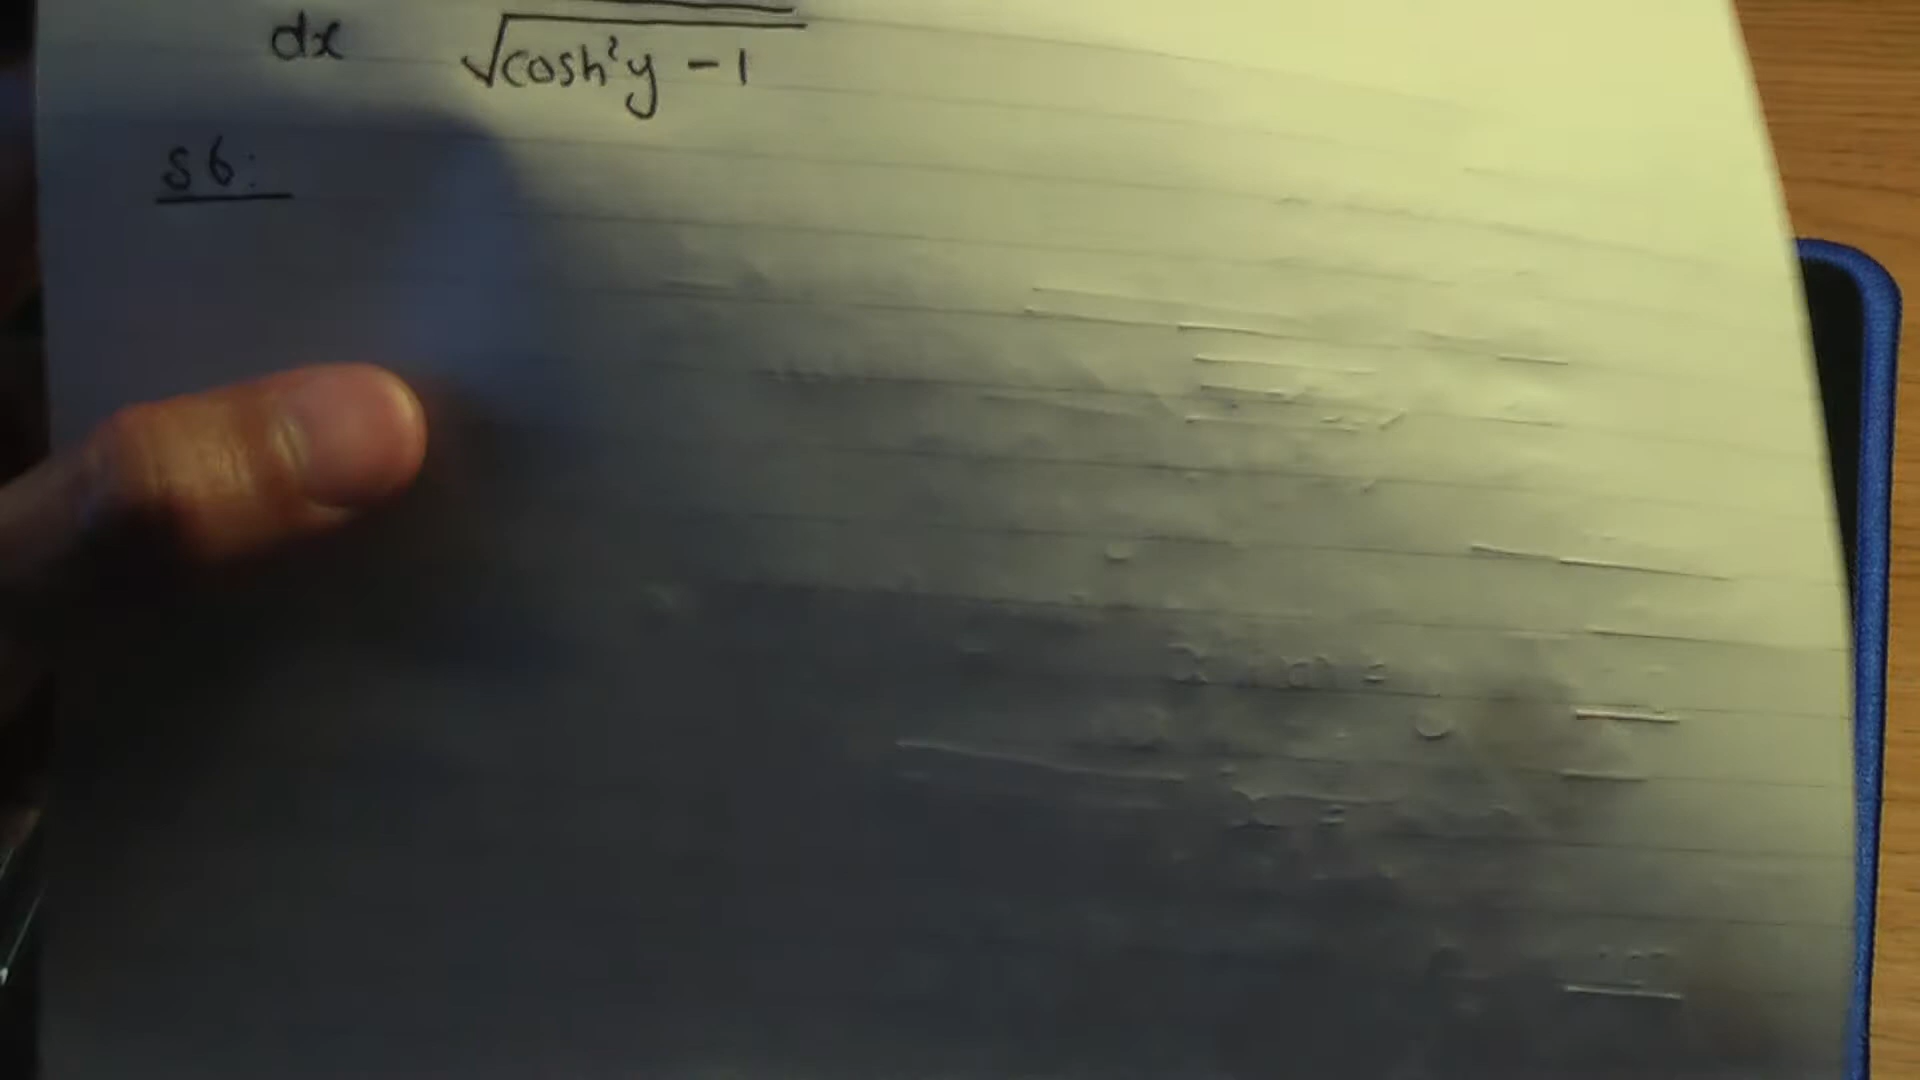 dx √cosh²y - 1
s6: